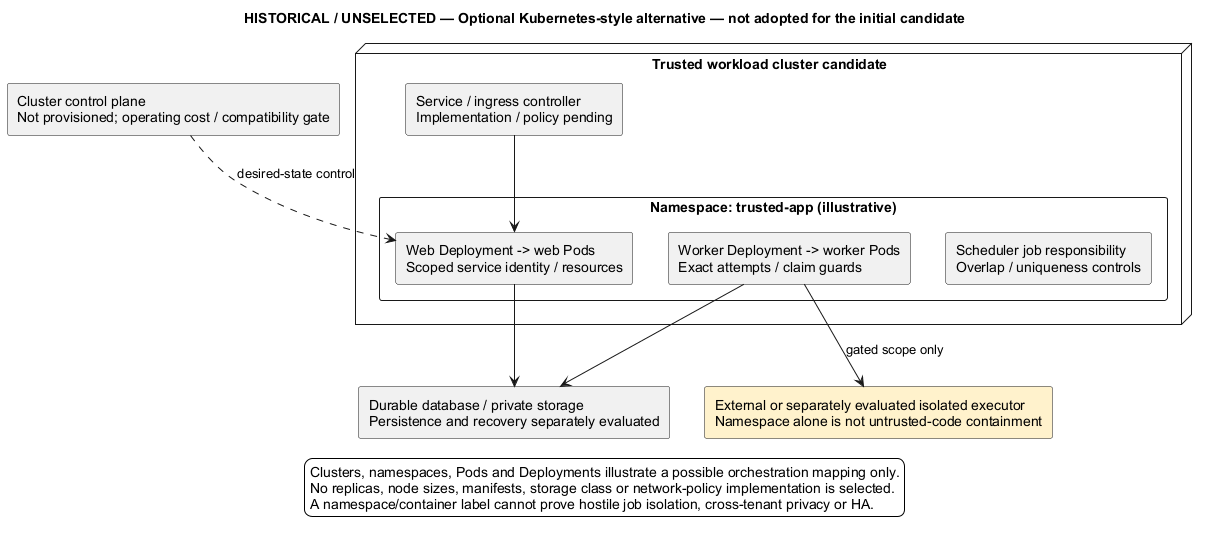 HISTORICAL / UNSELECTED — Optional Kubernetes-style alternative — not adopted for the initial candidate
Trusted workload cluster candidate
Cluster control plane
Not provisioned; operating cost / compatibility gate
Service / ingress controller
Implementation / policy pending
desired-state control
Namespace: trusted-app (illustrative)
Web Deployment -> web Pods
Scoped service identity / resources
Worker Deployment -> worker Pods
Exact attempts / claim guards
Scheduler job responsibility
Overlap / uniqueness controls
gated scope only
Durable database / private storage
Persistence and recovery separately evaluated
External or separately evaluated isolated executor
Namespace alone is not untrusted-code containment
Clusters, namespaces, Pods and Deployments illustrate a possible orchestration mapping only.
No replicas, node sizes, manifests, storage class or network-policy implementation is selected.
A namespace/container label cannot prove hostile job isolation, cross-tenant privacy or HA.